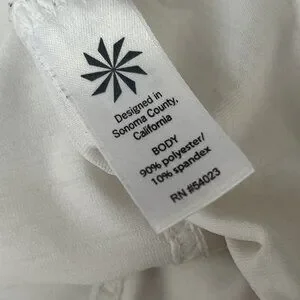 Designed in
Sonoma County,
California
BODY
90% polyester/
10% spandex
RN #54023